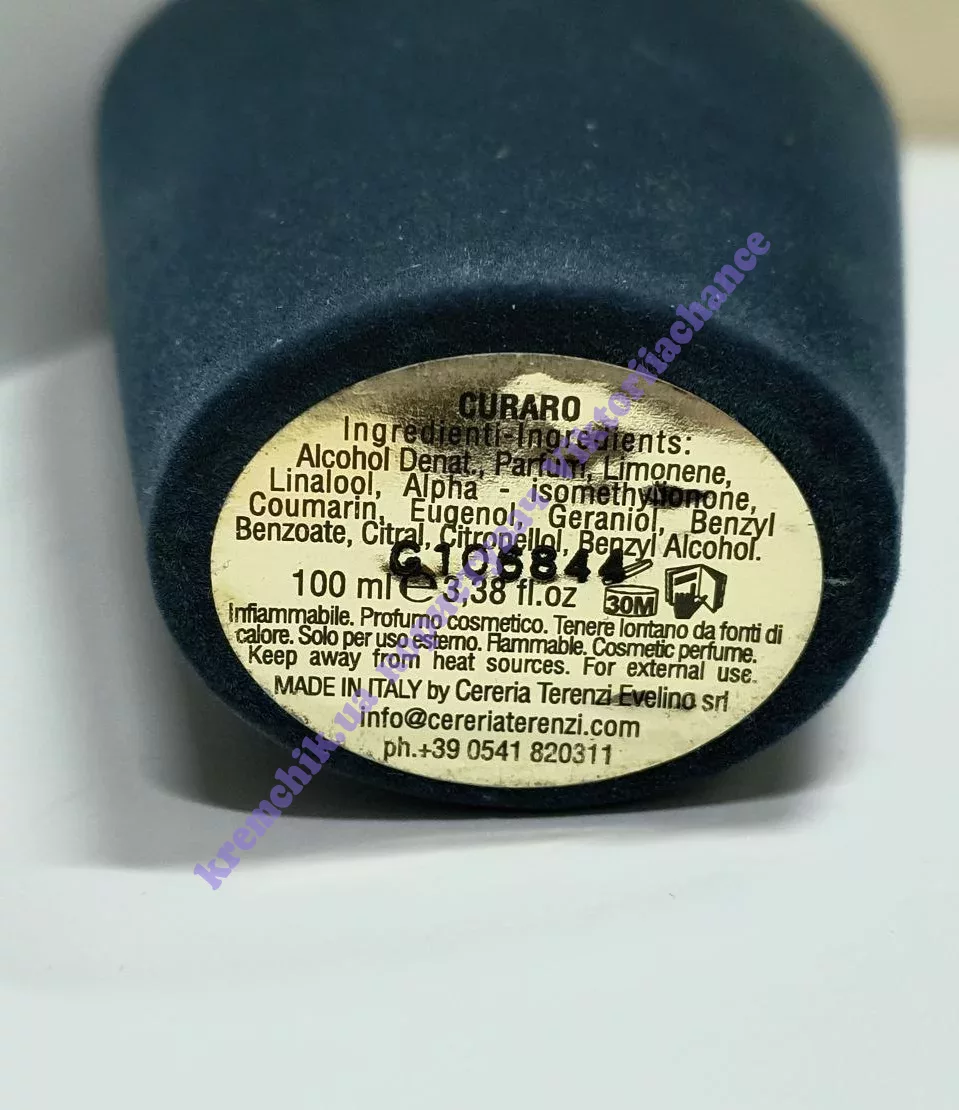 CURARO
Ingredienti-Ingredients:
Alcohol Denat., Parfum, Limonene,
Linalool, Alpha - isomethylionone,
Coumarin, Eugenol, Geraniol, Benzyl
Benzoate, Citral, Citronellol, Benzyl Alcohol.
G106844
100 ml e 3,38 fl.oz 30M
Infiammabile. Profumo cosmetico. Tenere lontano da fonti di
calore. Solo per uso esterno. Flammable. Cosmetic perfume.
Keep away from heat sources. For external use.
MADE IN ITALY by Cereria Terenzi Evelino srl
info@cereriaterenzi.com
ph.+39 0541 820311
kremchik.ua